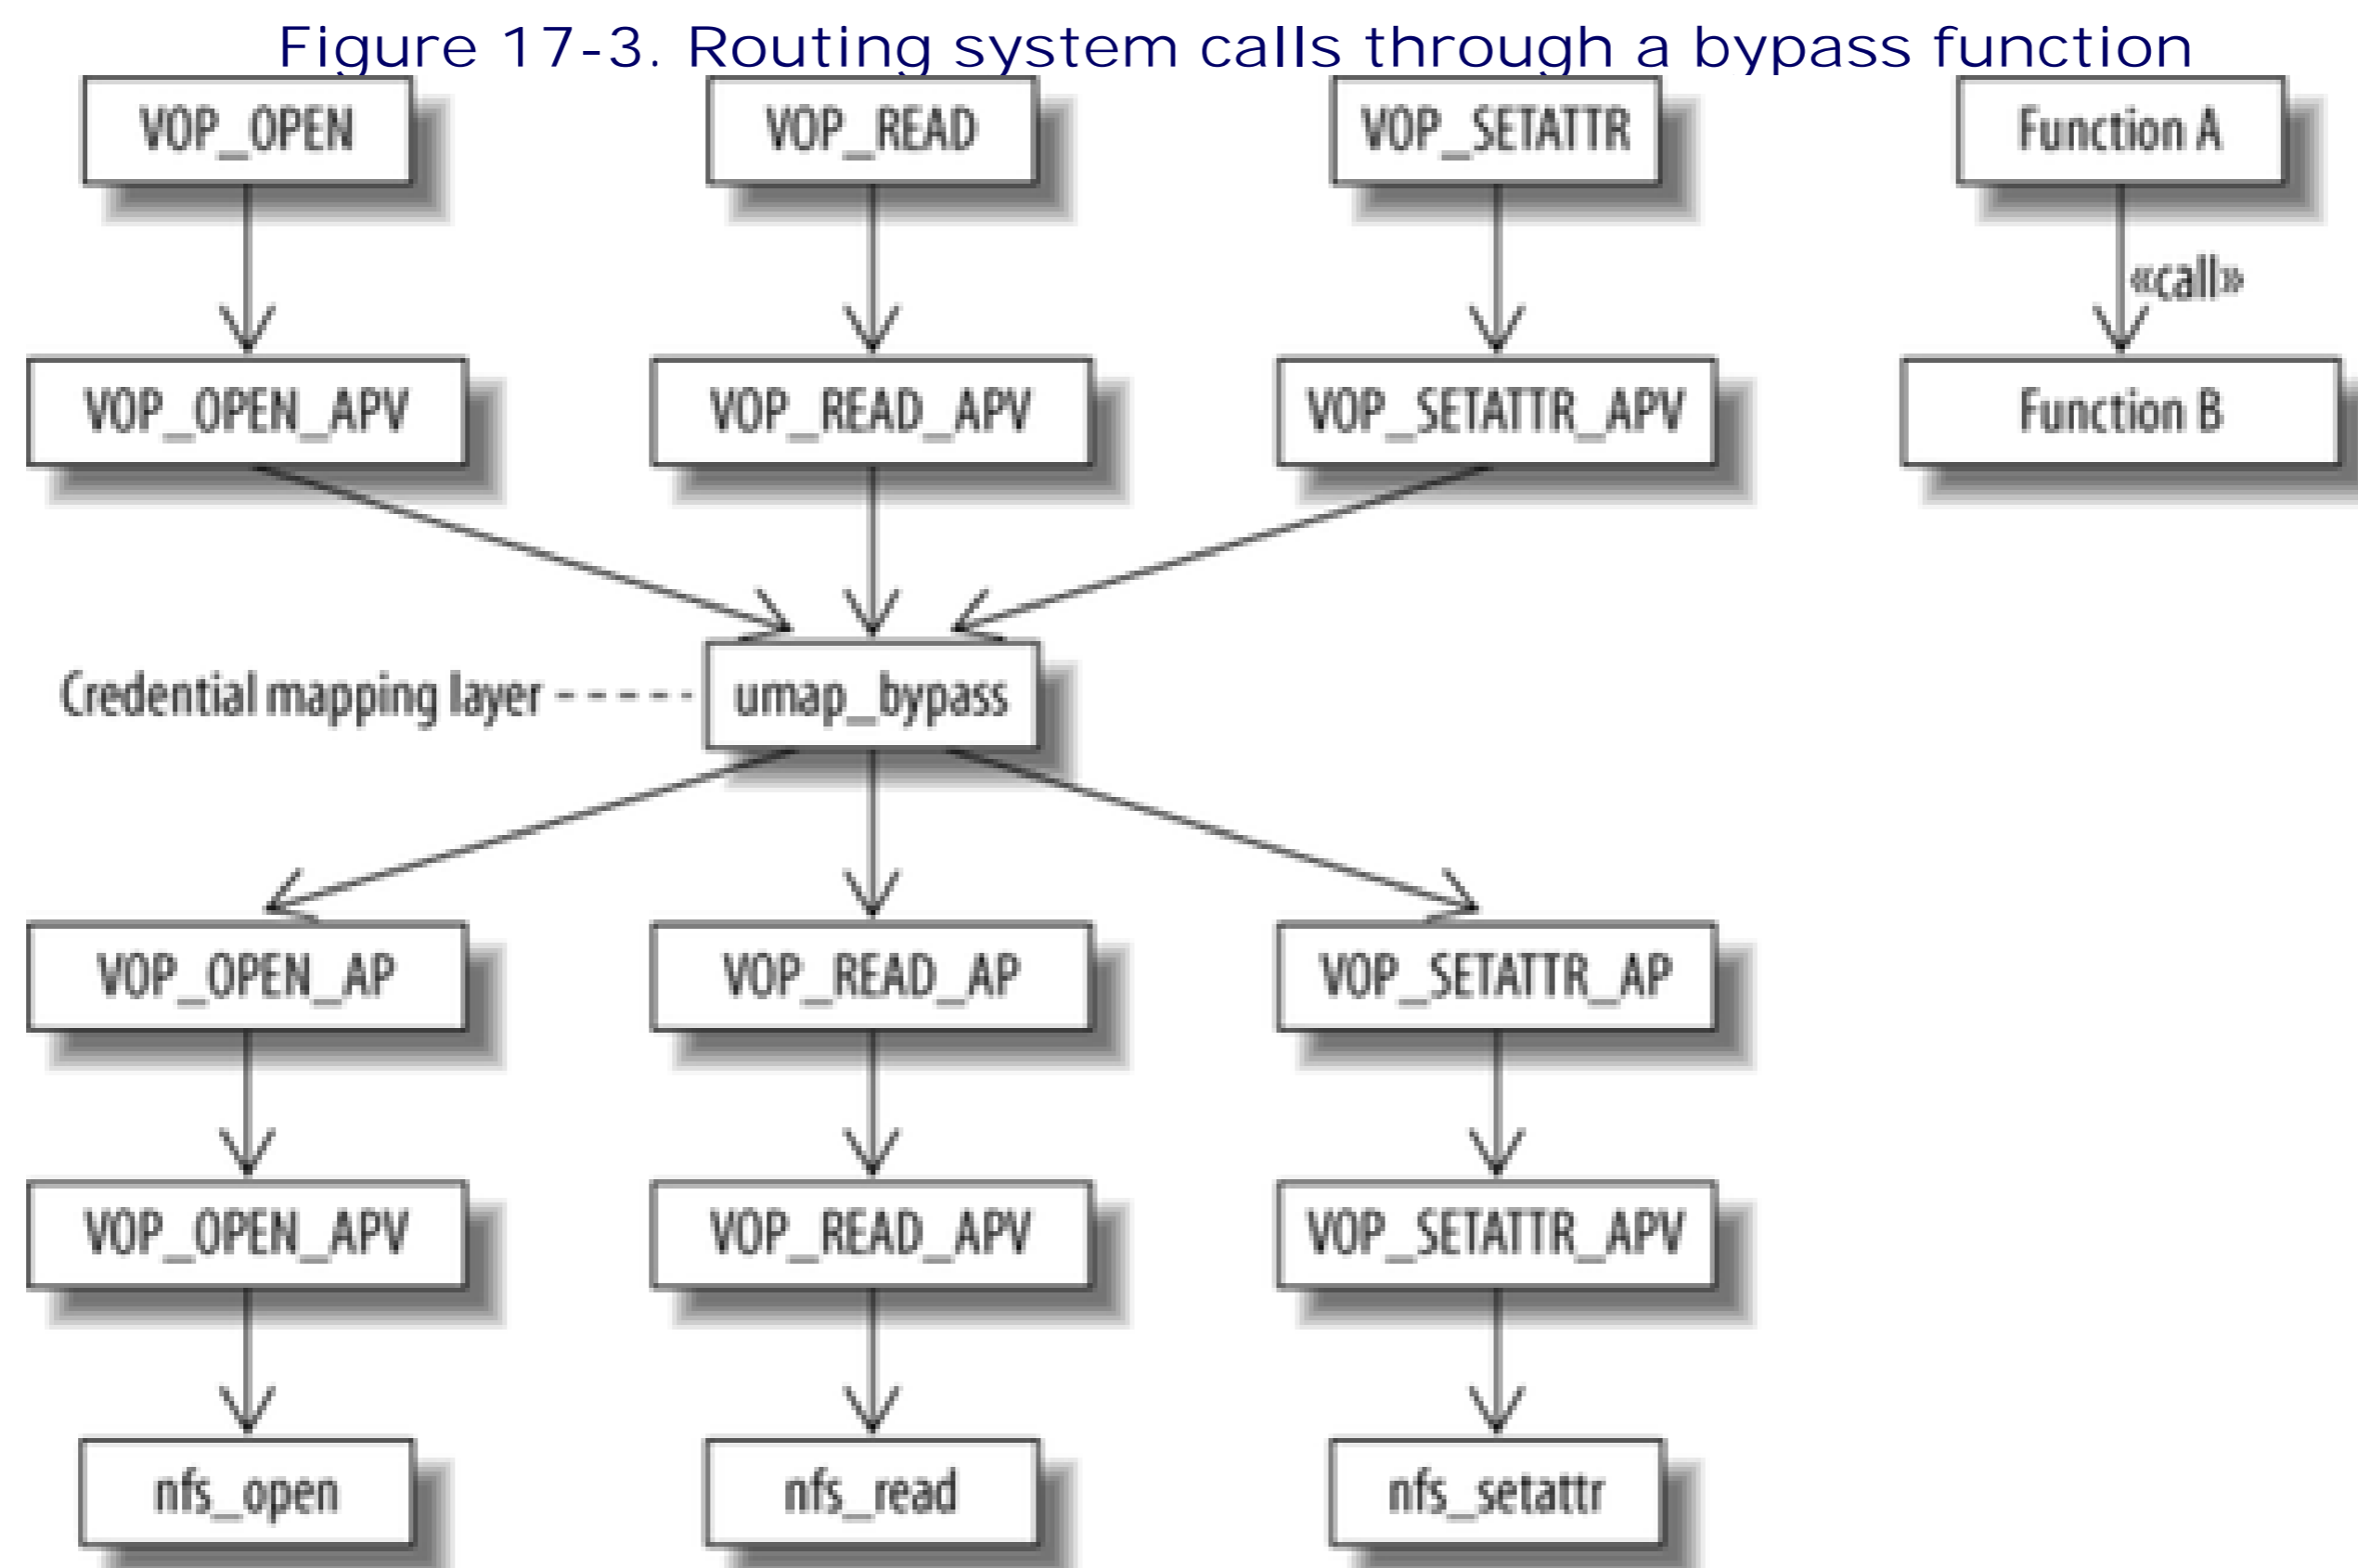 Figure 17-3. Routing system calls through a bypass function
VOP_OPEN
VOP_READ
VOP_SETATTR
Function A
«call»
VOP_OPEN_APV
VOP_READ_APV
VOP_SETATTR_APV
Function B
Credential mapping layer
umap_bypass
VOP_OPEN_AP
VOP_READ_AP
VOP_SETATTR_AP
VOP_OPEN_APV
VOP_READ_APV
VOP_SETATTR_APV
nfs_open
nfs_read
nfs_setattr